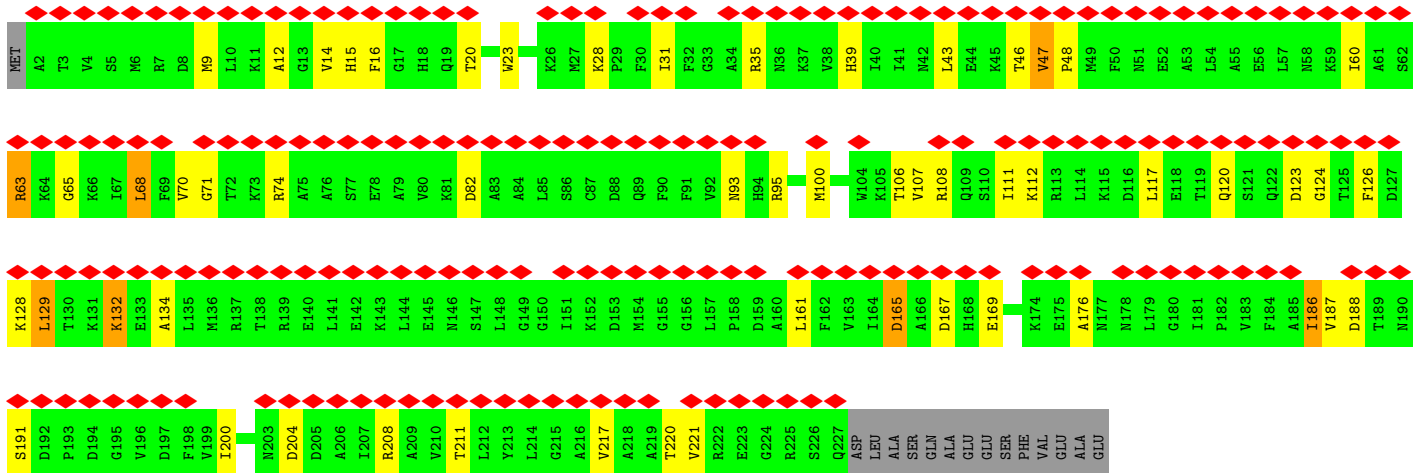 MET A2 T3 V4 S5 M6 R7 D8 M9 L10 K11 A12 G13 V14 H15 F16 G17 H18 Q19 T20 W23 K26 M27 K28 P29 F30 I31 F32 G33 A34 R35 N36 K37 V38 H39 I40 I41 N42 L43 E44 K45 T46 V47 P48 M49 F50 N51 E52 A53 L54 A55 E56 L57 N58 K59 I60 A61 S62
R63 K64 G65 K66 I67 L68 F69 V70 G71 T72 K73 R74 A75 A76 S77 E78 A79 V80 K81 D82 A83 A84 L85 S86 C87 D88 Q89 F90 F91 V92 N93 H94 R95 M100 W104 K105 T106 V107 R108 Q109 S110 I111 K112 R113 L114 K115 D116 L117 E118 T119 Q120 S121 Q122 D123 G124 T125 F126 D127
K128 L129 T130 K131 K132 E133 A134 L135 M136 R137 T138 R139 E140 L141 E142 K143 L144 E145 N146 S147 L148 G149 G150 I151 K152 D153 M154 G155 G156 L157 P158 D159 A160 L161 F162 V163 I164 D165 A166 D167 H168 E169 K174 E175 A176 N177 N178 L179 G180 I181 P182 V183 F184 A185 I186 V187 D188 T189 N190
S191 D192 P193 D194 G195 V196 D197 F198 V199 I200 N203 D204 D205 A206 I207 R208 A209 V210 T211 L212 Y213 L214 G215 A216 V217 A218 A219 T220 V221 R222 E223 G224 R225 S226 Q227 ASP LEU ALA SER GLN ALA GLU GLU SER PHE VAL GLU ALA GLU